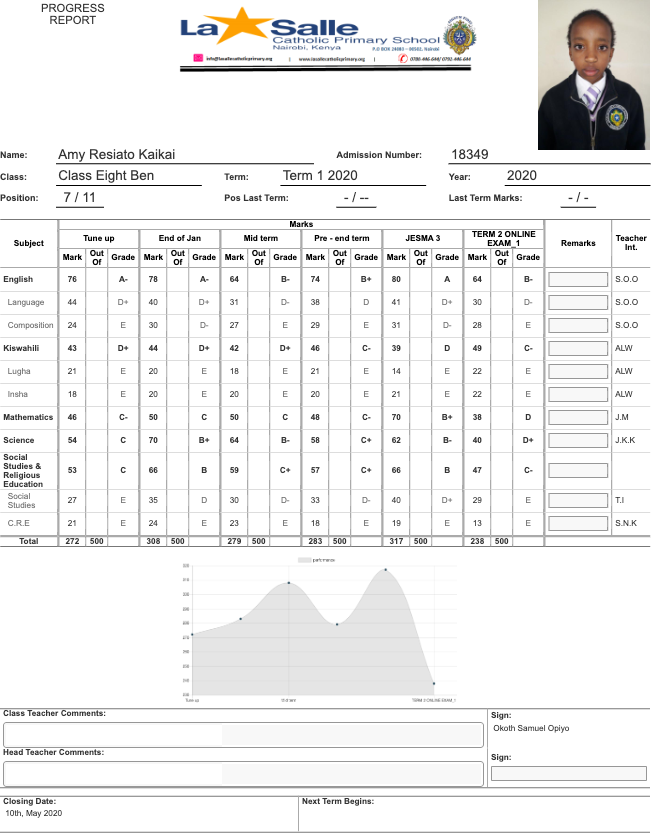 PROGRESS
REPORT
La Salle
Catholic Primary School
Nairobi, Kenya
P.O BOX 24693 - 00502, Nairobi
info@lasallecatholicprimary.org | www.lasallecatholicprimary.org | 0786-446-644/ 0792-446-644
Name: Amy Resiato Kaikai Admission Number: 18349
Class: Class Eight Ben Term: Term 1 2020 Year: 2020
Position: 7 / 11 Pos Last Term: - / -- Last Term Marks: - / -
Marks
Subject Tune up End of Jan Mid term Pre - end term JESMA 3 TERM 2 ONLINE EXAM_1 Remarks Teacher Int.
Mark Out Of Grade Mark Out Of Grade Mark Out Of Grade Mark Out Of Grade Mark Out Of Grade Mark Out Of Grade
English 76 A- 78 A- 64 B- 74 B+ 80 A 64 B- S.O.O
Language 44 D+ 40 D+ 31 D- 38 D 41 D+ 30 D- S.O.O
Composition 24 E 30 D- 27 E 29 E 31 D- 28 E S.O.O
Kiswahili 43 D+ 44 D+ 42 D+ 46 C- 39 D 49 C- ALW
Lugha 21 E 20 E 18 E 21 E 14 E 22 E ALW
Insha 18 E 20 E 20 E 20 E 21 E 22 E ALW
Mathematics 46 C- 50 C 50 C 48 C- 70 B+ 38 D J.M
Science 54 C 70 B+ 64 B- 58 C+ 62 B- 40 D+ J.K.K
Social Studies & Religious Education 53 C 66 B 59 C+ 57 C+ 66 B 47 C-
Social Studies 27 E 35 D 30 D- 33 D- 40 D+ 29 E T.I
C.R.E 21 E 24 E 23 E 18 E 19 E 13 E S.N.K
Total 272 500 308 500 279 500 283 500 317 500 238 500
performance
Tune up End of Jan TERM 2 ONLINE EXAM_1
Class Teacher Comments:
Sign:
Okoth Samuel Opiyo
Head Teacher Comments:
Sign:
Closing Date:
10th, May 2020
Next Term Begins: